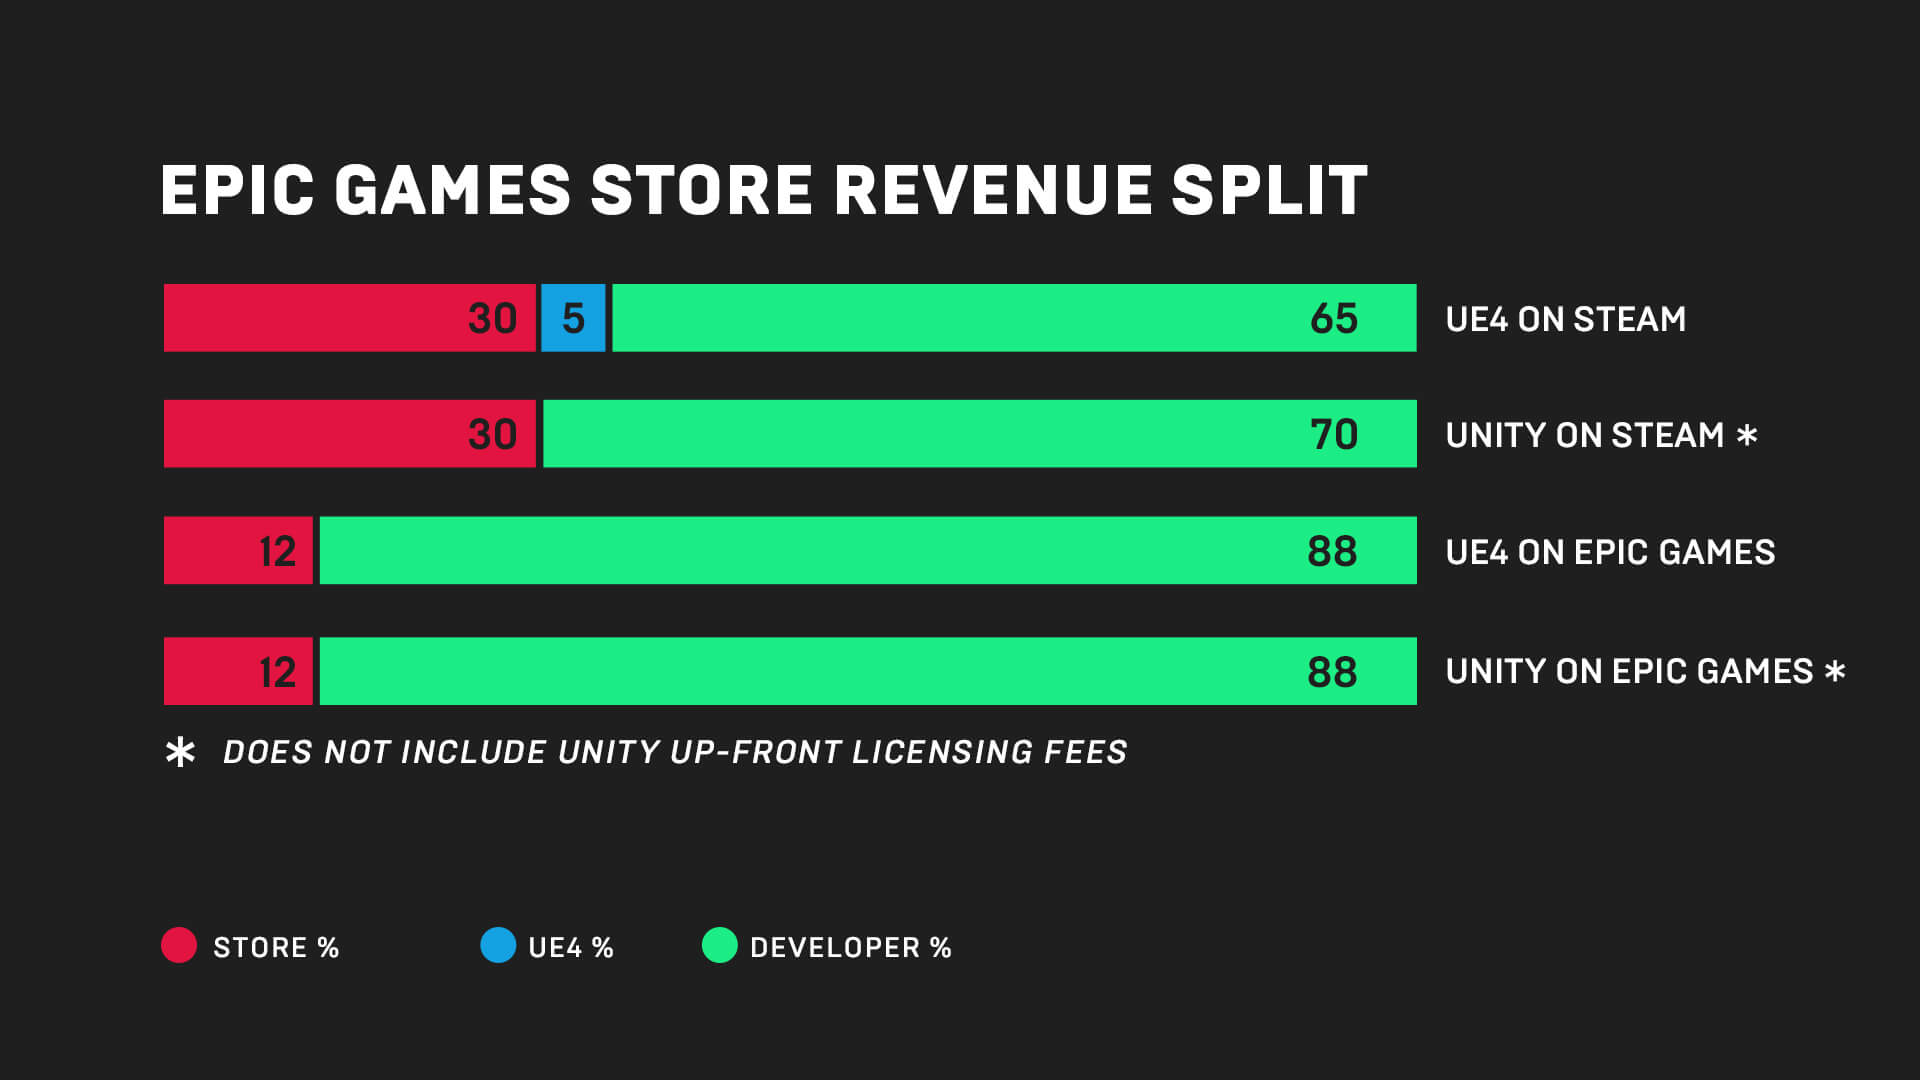 EPIC GAMES STORE REVENUE SPLIT
30 5 65 UE4 ON STEAM
30 70 UNITY ON STEAM *
12 88 UE4 ON EPIC GAMES
12 88 UNITY ON EPIC GAMES *
* DOES NOT INCLUDE UNITY UP-FRONT LICENSING FEES
STORE % UE4 % DEVELOPER %